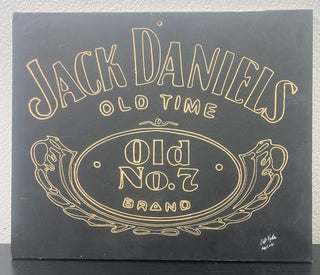 JACK DANIELS
OLD TIME
Old
No.7
BRAND